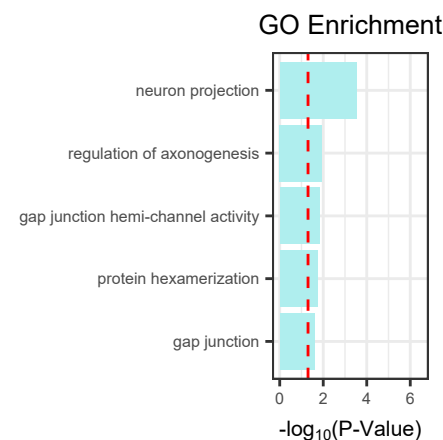 GO Enrichment
neuron projection
regulation of axonogenesis
gap junction hemi-channel activity
protein hexamerization
gap junction
0 2 4 6
-log₁₀(P-Value)